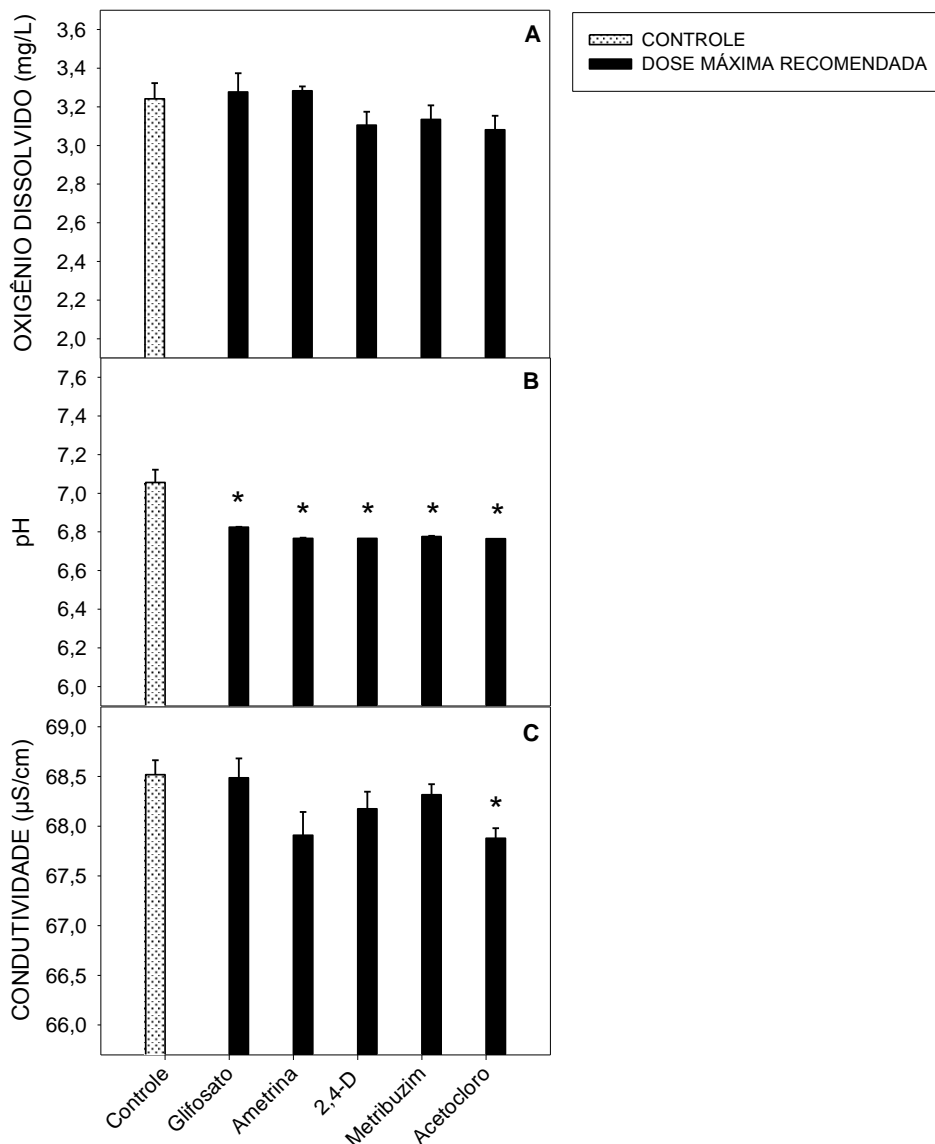 CONTROLE
DOSE MÁXIMA RECOMENDADA
A
OXIGÊNIO DISSOLVIDO (mg/L)
3,6
3,4
3,2
3,0
2,8
2,6
2,4
2,2
2,0
B
pH
7,6
7,4
7,2
7,0
6,8
6,6
6,4
6,2
6,0
* * * * *
C
CONDUTIVIDADE (µS/cm)
69,0
68,5
68,0
67,5
67,0
66,5
66,0
*
Controle
Glifosato
Ametrina
2,4-D
Metribuzim
Acetocloro